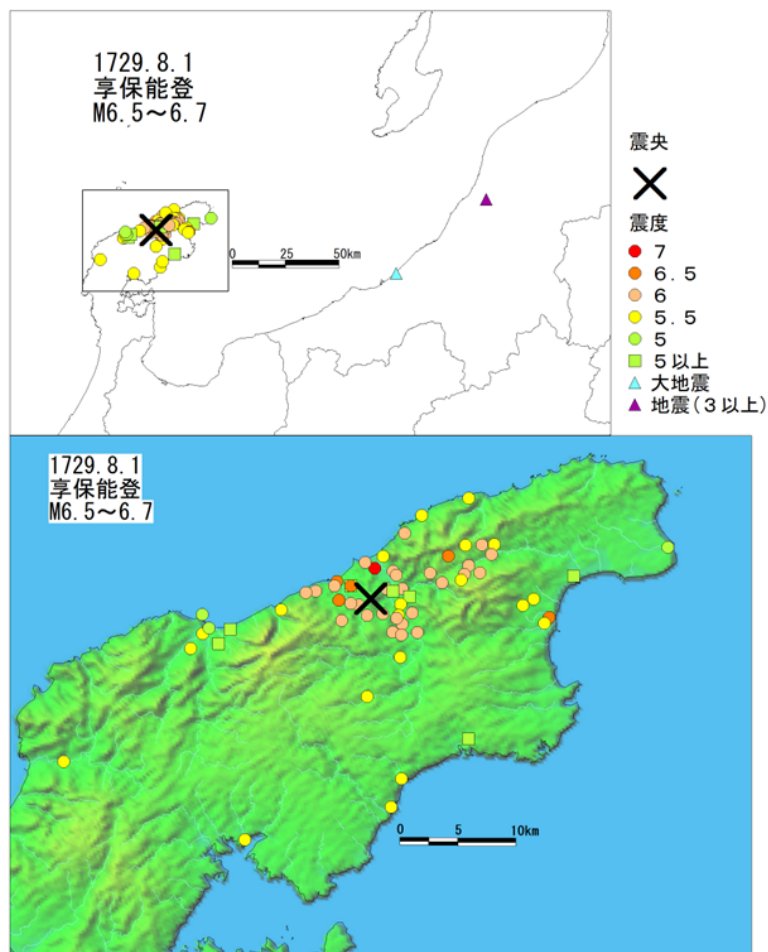 1729.8.1
享保能登
M6.5～6.7
0 25 50km
震央
震度
7
６．５
6
５．５
5
５以上
大地震
地震（３以上）
1729.8.1
享保能登
M6.5～6.7
0 5 10km